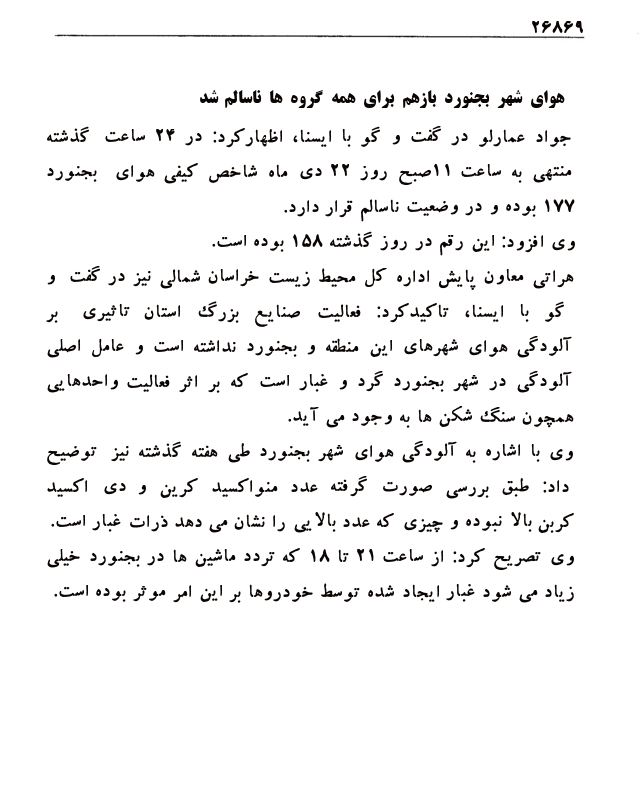 ۲۶۸۶۹
هوای شهر بجنورد بازهم برای همه گروه ها ناسالم شد
جواد عمارلو در گفت و گو با ایسنا، اظهارکرد: در ۲۴ ساعت گذشته
منتهی به ساعت ۱۱صبح روز ۲۲ دی ماه شاخص کیفی هوای بجنورد
۱۷۷ بوده و در وضعیت ناسالم قرار دارد.
وی افزود: این رقم در روز گذشته ۱۵۸ بوده است.
هراتی معاون پایش اداره کل محیط زیست خراسان شمالی نیز در گفت و
گو با ایسنا، تاکیدکرد: فعالیت صنایع بزرگ استان تاثیری بر
آلودگی هوای شهرهای این منطقه و بجنورد نداشته است و عامل اصلی
آلودگی در شهر بجنورد گرد و غبار است که بر اثر فعالیت واحدهایی
همچون سنگ شکن ها به وجود می آید.
وی با اشاره به آلودگی هوای شهر بجنورد طی هفته گذشته نیز توضیح
داد: طبق بررسی صورت گرفته عدد منواکسید کربن و دی اکسید
کربن بالا نبوده و چیزی که عدد بالایی را نشان می دهد ذرات غبار است.
وی تصریح کرد: از ساعت ۲۱ تا ۱۸ که تردد ماشین ها در بجنورد خیلی
زیاد می شود غبار ایجاد شده توسط خودروها بر این امر موثر بوده است.